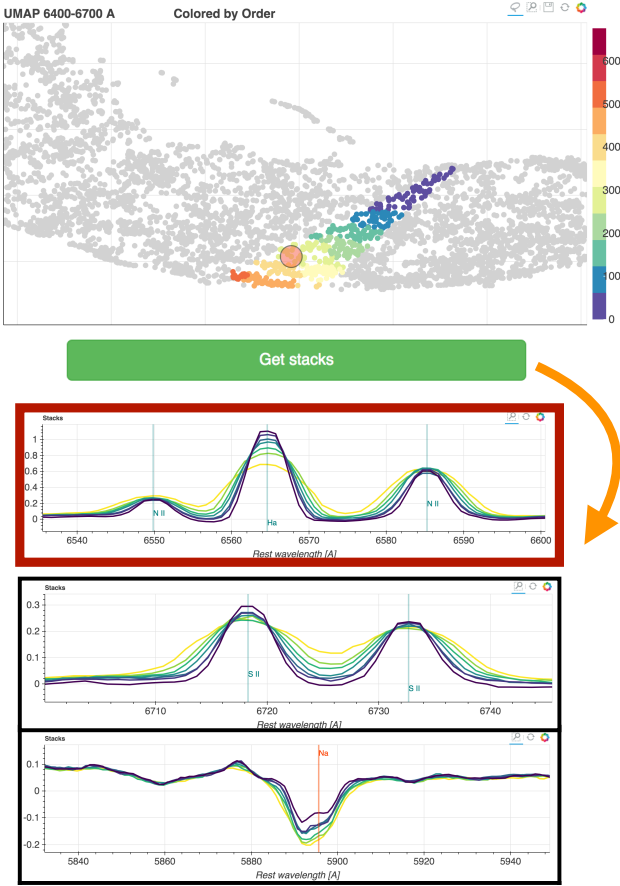 UMAP 6400-6700 A Colored by Order
600
500
400
300
200
100
0
Get stacks
Stacks
1
0.8
0.6
0.4
0.2
0
N II
Ha
N II
6540 6550 6560 6570 6580 6590 6600
Rest wavelength [A]
Stacks
0.3
0.2
0.1
0
S II
S II
6710 6720 6730 6740
Rest wavelength [A]
Stacks
Na
0.1
0
-0.1
-0.2
5840 5860 5880 5900 5920 5940
Rest wavelength [A]